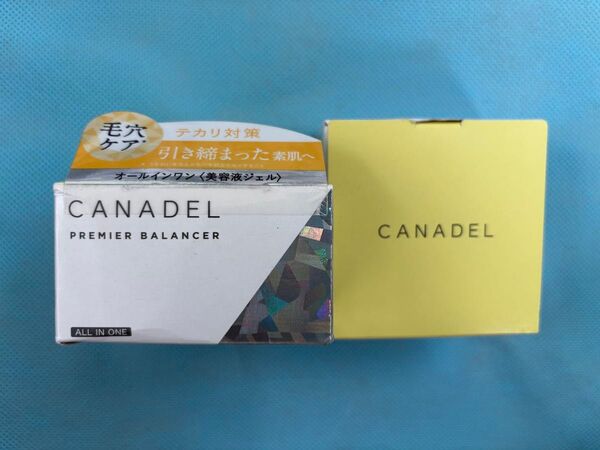 毛穴
ケア*
テカリ対策
引き締まった素肌へ
オールインワン〈美容液ジェル〉
CANADEL
PREMIER BALANCER
ALL IN ONE
CANADEL